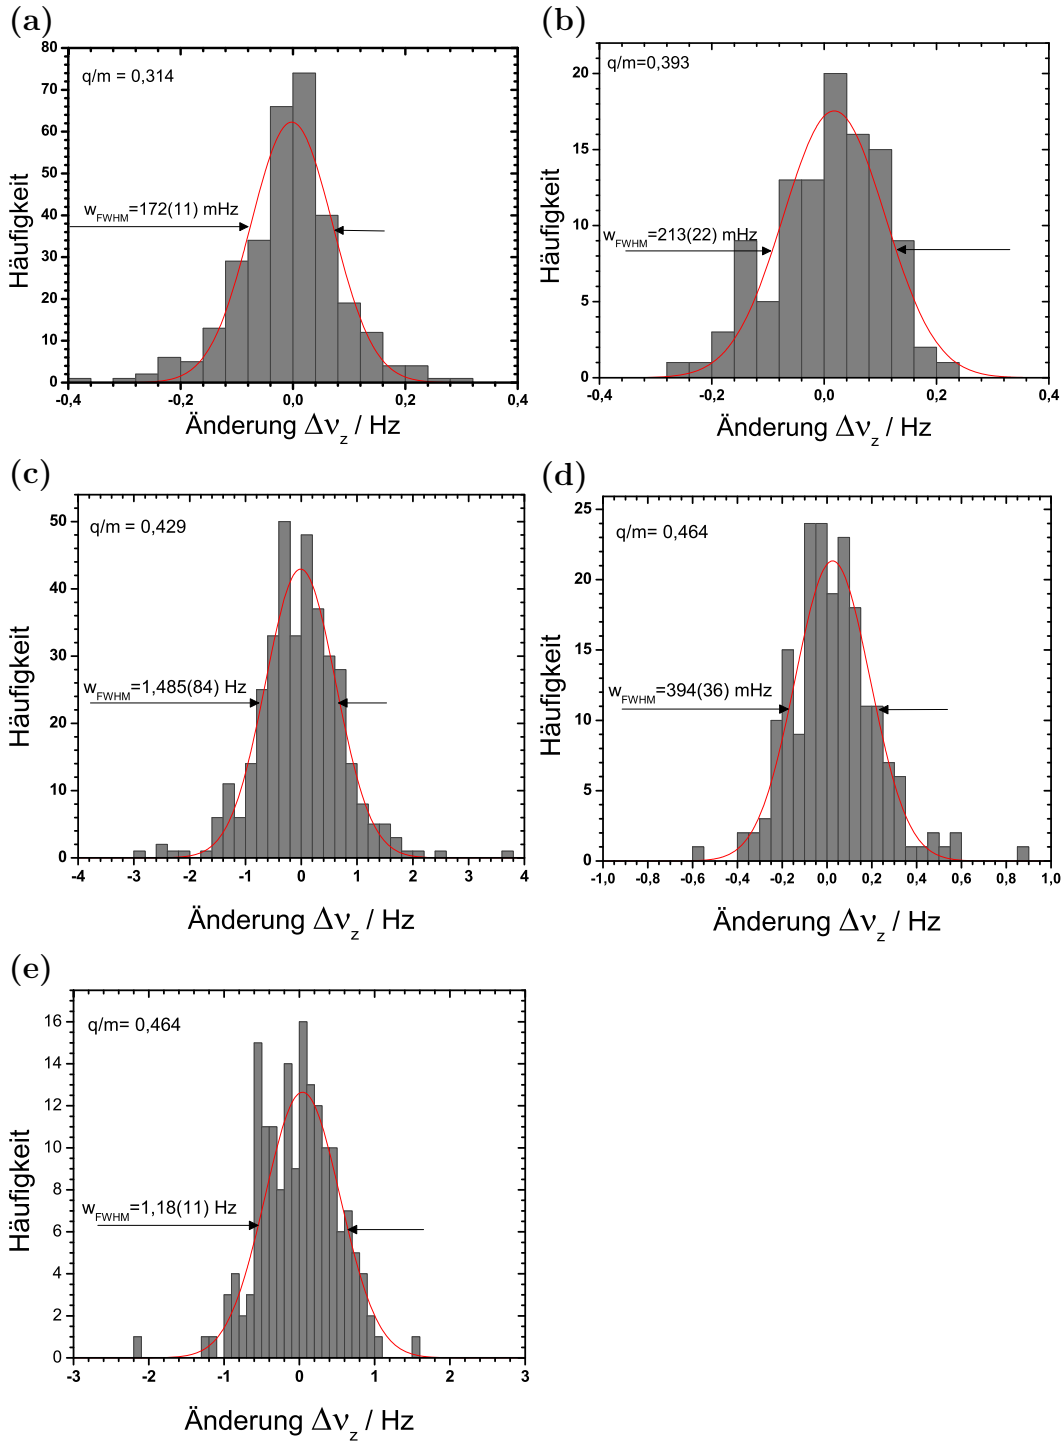 (a)
q/m = 0,314
80
70
60
50
40
30
20
10
0
w_FWHM=172(11) mHz
Häufigkeit
-0,4 -0,2 0,0 0,2 0,4
Änderung Δν_z / Hz
(b)
q/m=0,393
20
15
10
5
0
w_FWHM=213(22) mHz
Häufigkeit
-0,4 -0,2 0,0 0,2 0,4
Änderung Δν_z / Hz
(c)
q/m = 0,429
50
40
30
20
10
0
w_FWHM=1,485(84) Hz
Häufigkeit
-4 -3 -2 -1 0 1 2 3 4
Änderung Δν_z / Hz
(d)
q/m= 0,464
25
20
15
10
5
0
w_FWHM=394(36) mHz
Häufigkeit
-1,0 -0,8 -0,6 -0,4 -0,2 0,0 0,2 0,4 0,6 0,8 1,0
Änderung Δν_z / Hz
(e)
q/m= 0,464
16
14
12
10
8
6
4
2
0
w_FWHM=1,18(11) Hz
Häufigkeit
-3 -2 -1 0 1 2 3
Änderung Δν_z / Hz